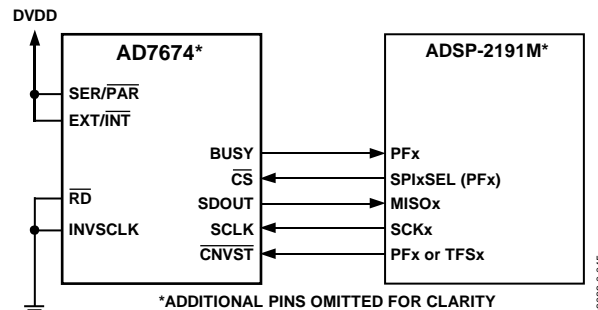 DVDD
AD7674*
ADSP-2191M*
SER/PAR
EXT/INT
BUSY
PFx
CS
SPIxSEL (PFx)
RD
SDOUT
MISOx
INVSCLK
SCLK
SCKx
CNVST
PFx or TFSx
*ADDITIONAL PINS OMITTED FOR CLARITY